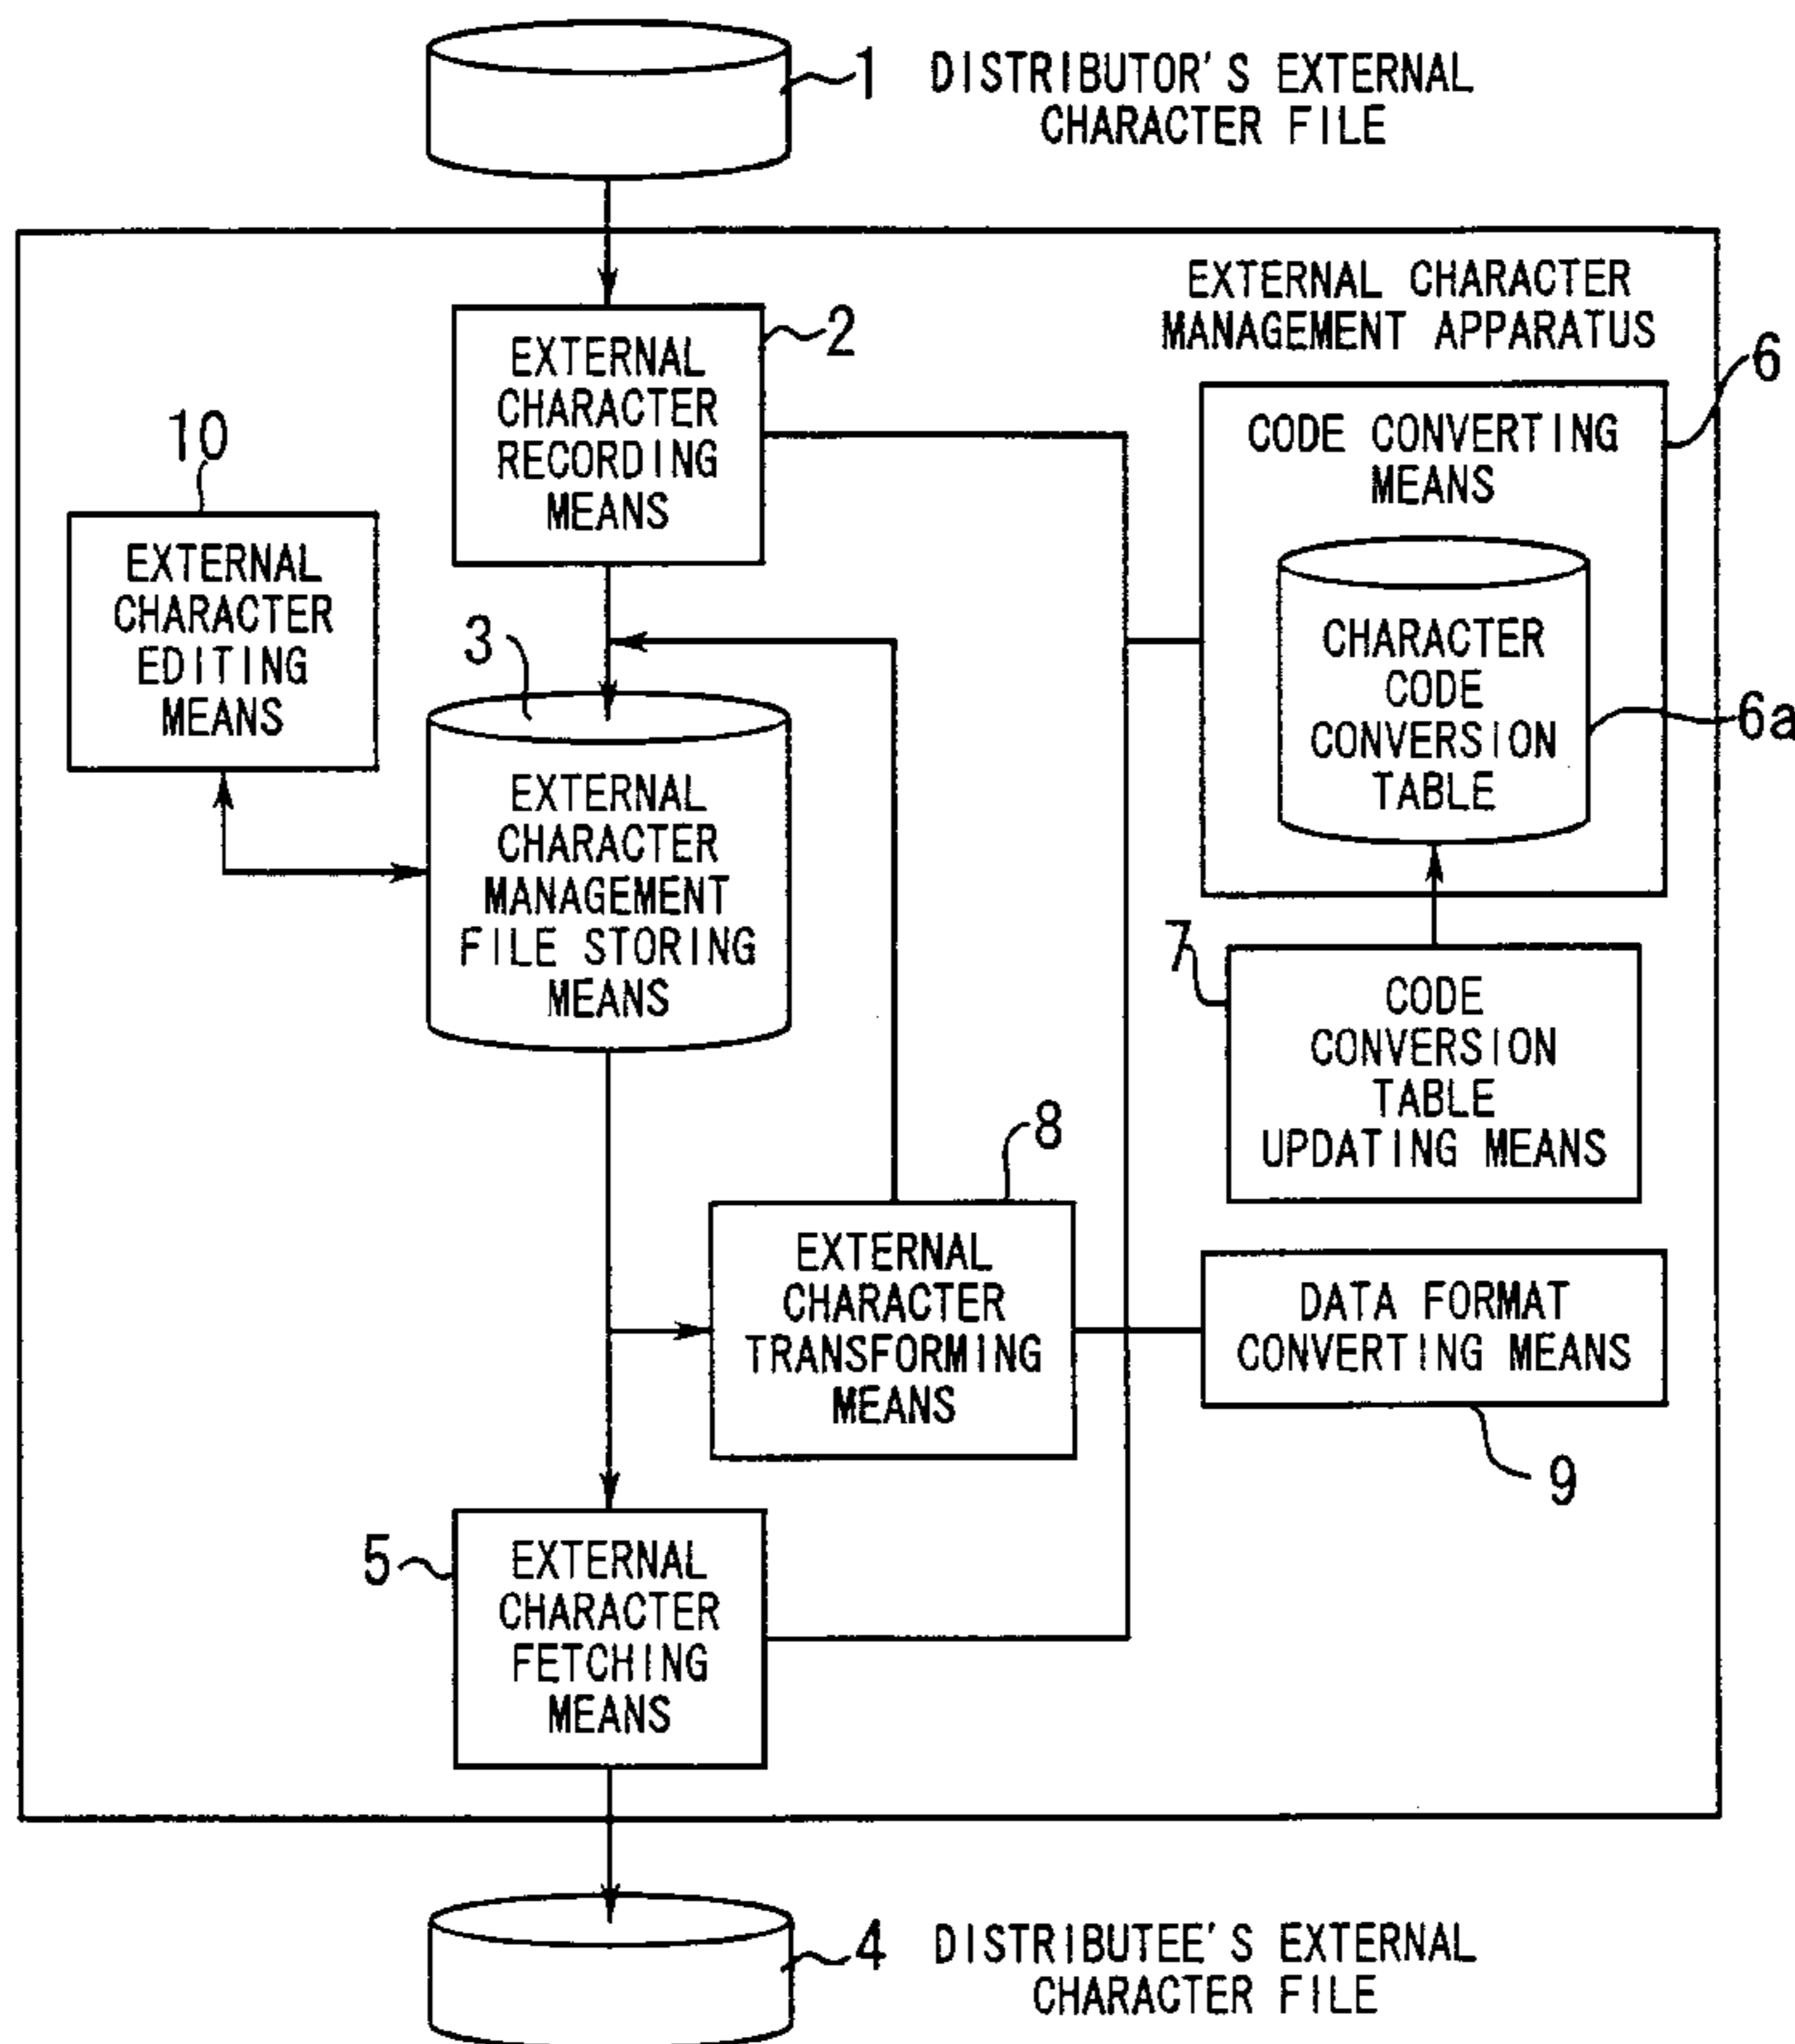 1
DISTRIBUTOR'S EXTERNAL
CHARACTER FILE
EXTERNAL CHARACTER
MANAGEMENT APPARATUS
2
EXTERNAL
CHARACTER
RECORDING
MEANS
6
CODE CONVERTING
MEANS
10
EXTERNAL
CHARACTER
EDITING
MEANS
3
CHARACTER
CODE
CONVERSION
TABLE
6a
EXTERNAL
CHARACTER
MANAGEMENT
FILE STORING
MEANS
7
CODE
CONVERSION
TABLE
UPDATING MEANS
8
EXTERNAL
CHARACTER
TRANSFORMING
MEANS
DATA FORMAT
CONVERTING MEANS
9
5
EXTERNAL
CHARACTER
FETCHING
MEANS
4
DISTRIBUTEE'S EXTERNAL
CHARACTER FILE